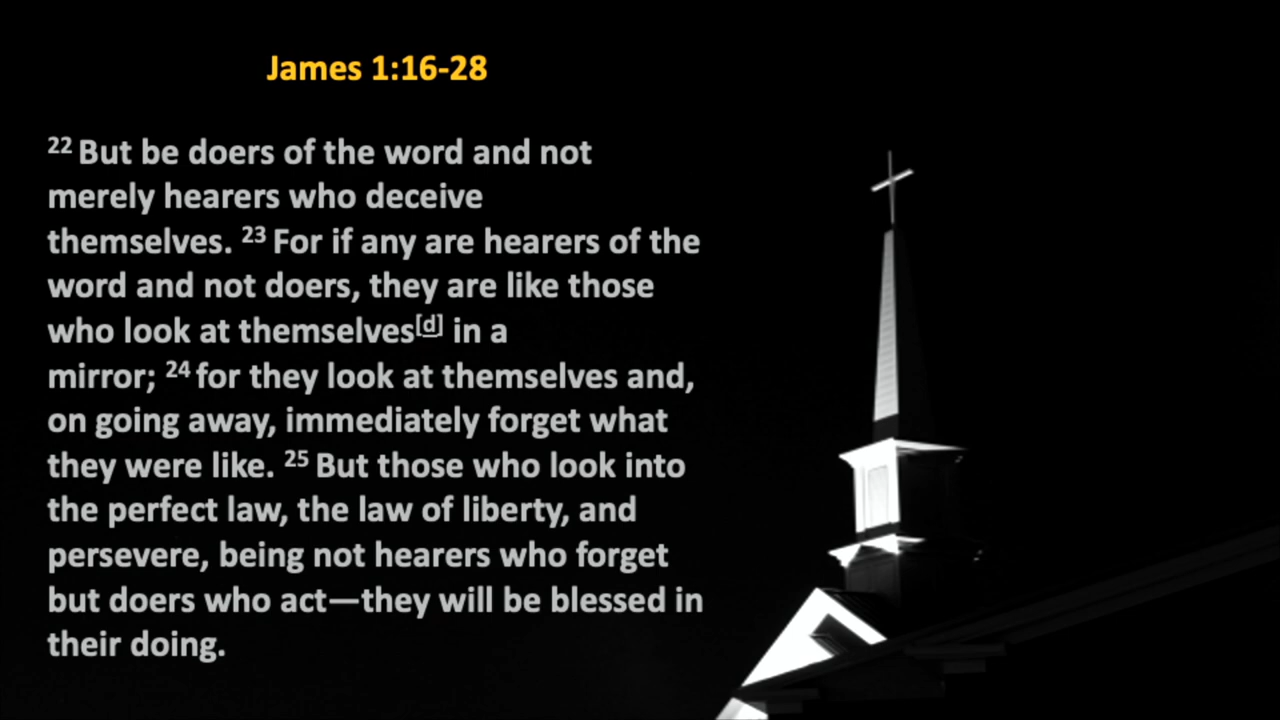 James 1:16-28
22 But be doers of the word and not
merely hearers who deceive
themselves. 23 For if any are hearers of the
word and not doers, they are like those
who look at themselves[d] in a
mirror; 24 for they look at themselves and,
on going away, immediately forget what
they were like. 25 But those who look into
the perfect law, the law of liberty, and
persevere, being not hearers who forget
but doers who act—they will be blessed in
their doing.